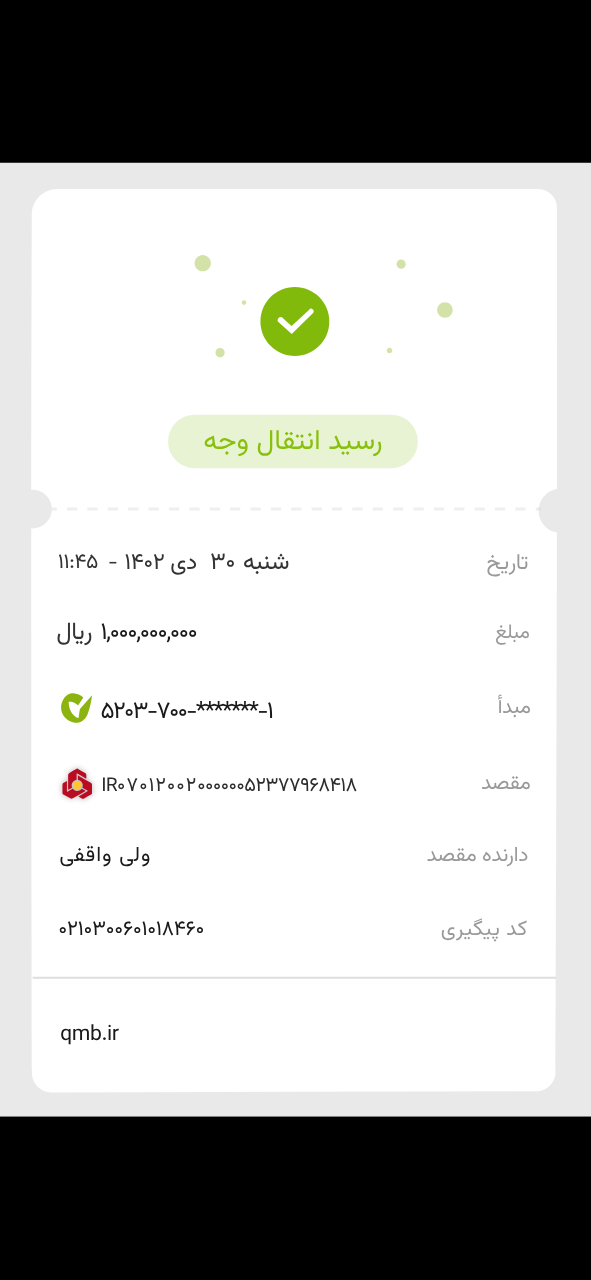 رسید انتقال وجه
تاریخ شنبه ۳۰ دی ۱۴۰۲ - ۱۱:۴۵
مبلغ ۱,۰۰۰,۰۰۰,۰۰۰ ریال
مبدأ ۵۲۰۳-۷۰۰-*******-۱
مقصد IR۰۷۰۱۲۰۰۲۰۰۰۰۰۰۰۵۲۳۷۷۹۶۸۴۱۸
دارنده مقصد ولی واقفی
کد پیگیری ۰۲۱۰۳۰۰۶۰۱۰۱۸۴۶۰
qmb.ir